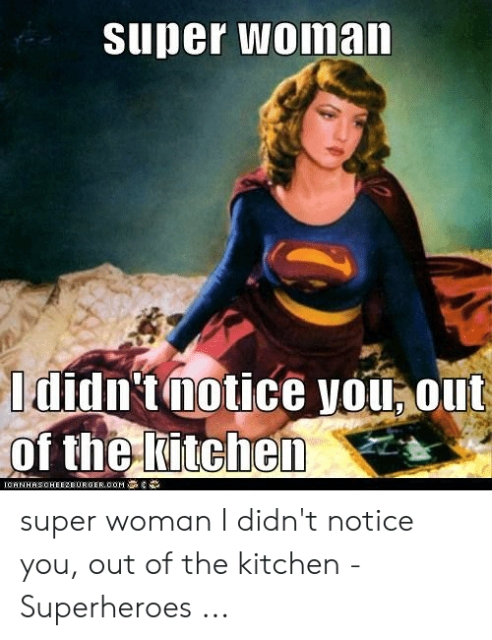 super woman
I didn't notice you, out
of the kitchen
ICANHASCHEEZBURGER.COM
super woman I didn't notice
you, out of the kitchen -
Superheroes ...